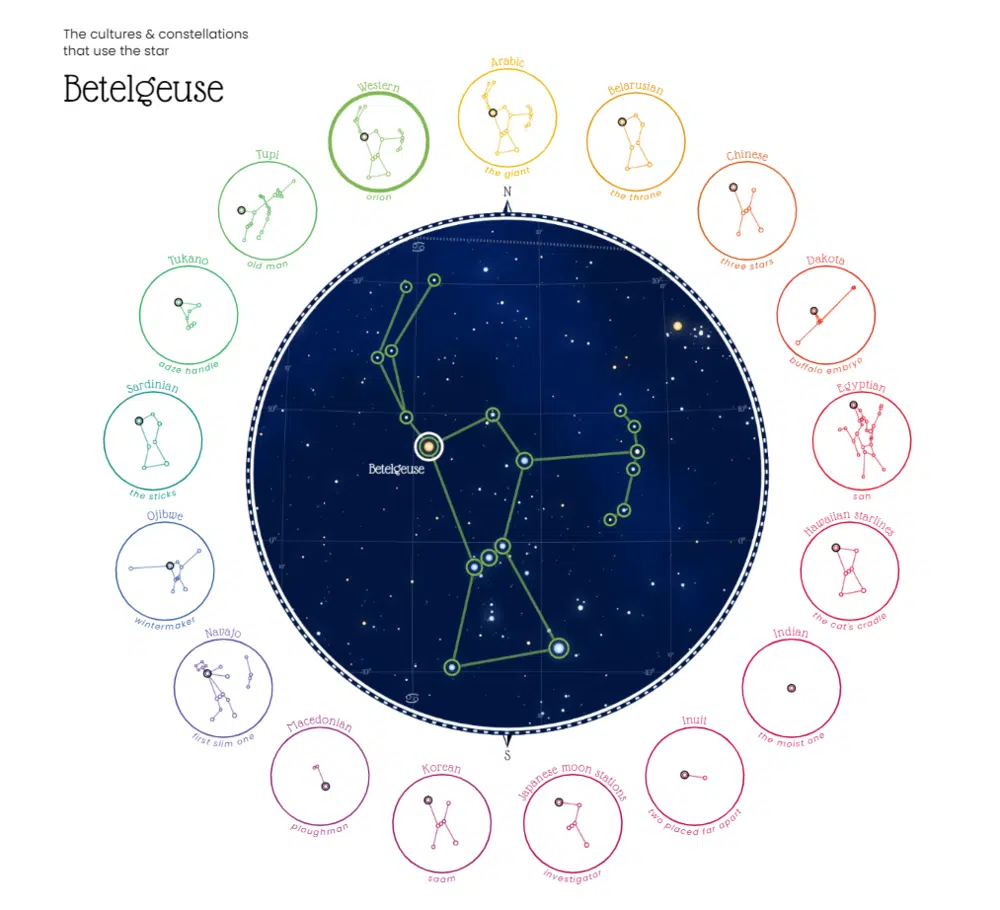 The cultures & constellations
that use the star
Betelgeuse
Arabic
the giant
Belarusian
the throne
Chinese
three stars
Dakota
buffalo embryo
Egyptian
sah
Hawaiian starlines
the cat's cradle
Indian
the moist one
Inuit
two placed far apart
Japanese moon stations
investigator
Korean
saam
Macedonian
ploughman
Navajo
first slim one
Ojibwe
wintermaker
Sardinian
the sticks
Tukano
adze handle
Tupi
old man
Western
orion
N
Betelgeuse
S